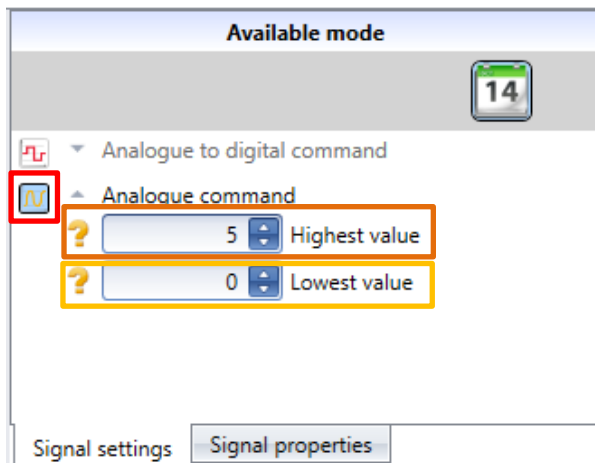 Available mode
14
Analogue to digital command
Analogue command
? 5 Highest value
? 0 Lowest value
Signal settings Signal properties